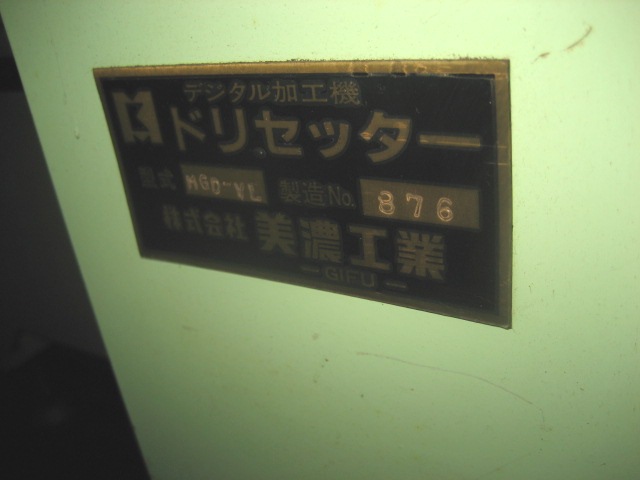 デジタル加工機
ドリセッター
型式 MGD-VL 製造No. 876
株式会社 美濃工業
—GIFU—